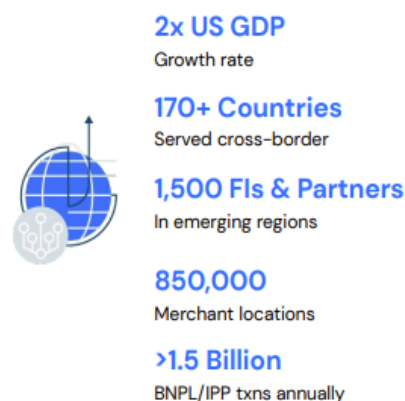 2x US GDP
Growth rate
170+ Countries
Served cross-border
1,500 FIs & Partners
In emerging regions
850,000
Merchant locations
>1.5 Billion
BNPL/IPP txns annually